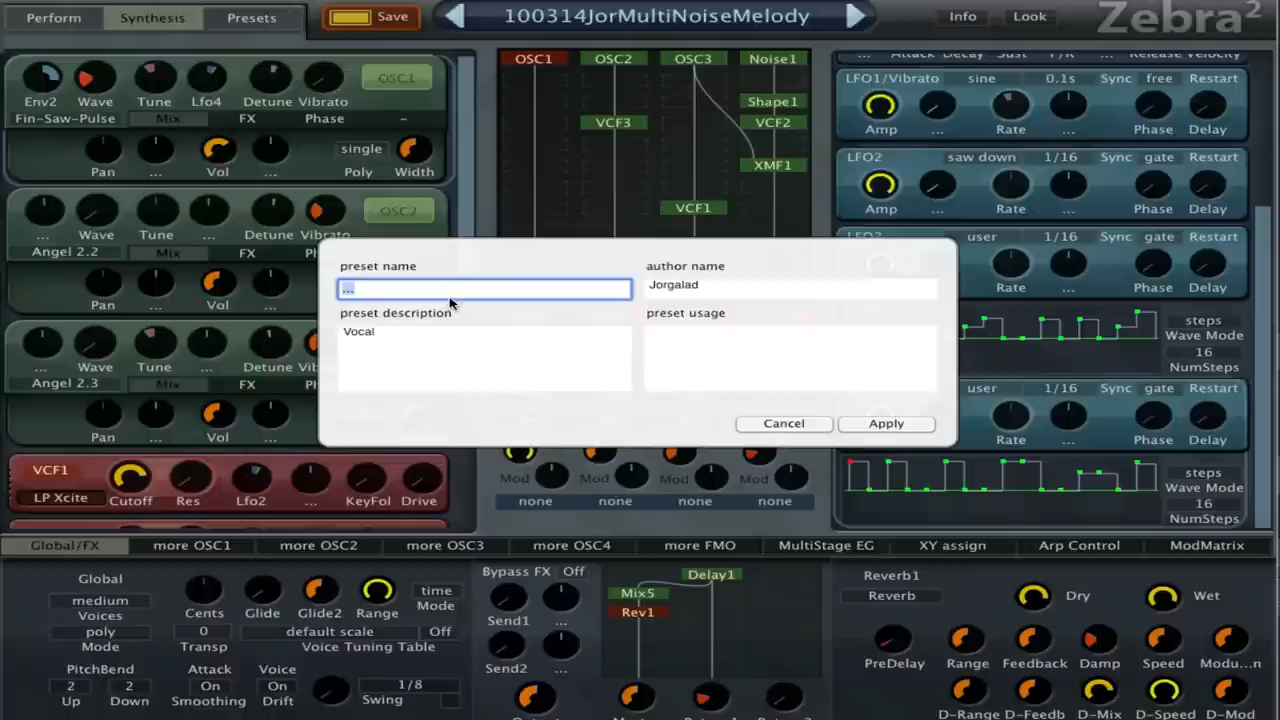 Perform Synthesis Presets Save 100314JorMultiNoiseMelody Info Look Zebra2
Env2 Wave Tune Lfo4 Detune Vibrato OSC1
Fin-Saw-Pulse Mix FX Phase –
Pan ... Vol ... single Poly Width
... Wave Tune ... Detune Vibrato OSC2
Angel 2.2 Mix FX
Pan ... Vol ...
... Wave Tune ... Detune
Angel 2.3 Mix FX
Pan ... Vol ...
VCF1
LP Xcite Cutoff Res Lfo2 ... KeyFol Drive
OSC1 OSC2 OSC3 Noise1
Shape1
VCF3 VCF2
XMF1
VCF1
Attack Decay Sust Release Velocity
LFO1/Vibrato sine 0.1s Sync free Restart
Amp ... Rate ... Phase Delay
LFO2 saw down 1/16 Sync gate Restart
Amp ... Rate ... Phase Delay
user 1/16 Sync gate Restart
Rate ... Phase Delay
steps
Wave Mode
16
NumSteps
user 1/16 Sync gate Restart
Rate ... Phase Delay
steps
Wave Mode
16
NumSteps
preset name author name
... Jorgalad
preset description preset usage
Vocal
Cancel Apply
Mod Mod Mod Mod
none none none none
Global/FX more OSC1 more OSC2 more OSC3 more OSC4 more FMO MultiStage EG XY assign Arp Control ModMatrix
Global
medium
Voices
poly
Mode
Cents Glide Glide2 Range
time
Mode
0
Transp
default scale Off
Voice Tuning Table
PitchBend
2 2
Up Down
Attack
On
Smoothing
Voice
On
Drift
1/8
Swing
Bypass FX Off
Send1 ...
Send2 ...
Delay1
Mix5
Rev1
Reverb1
Reverb
Dry Wet
PreDelay Range Feedback Damp Speed Modu...n
D-Range D-Feedb D-Mix D-Speed D-Mod